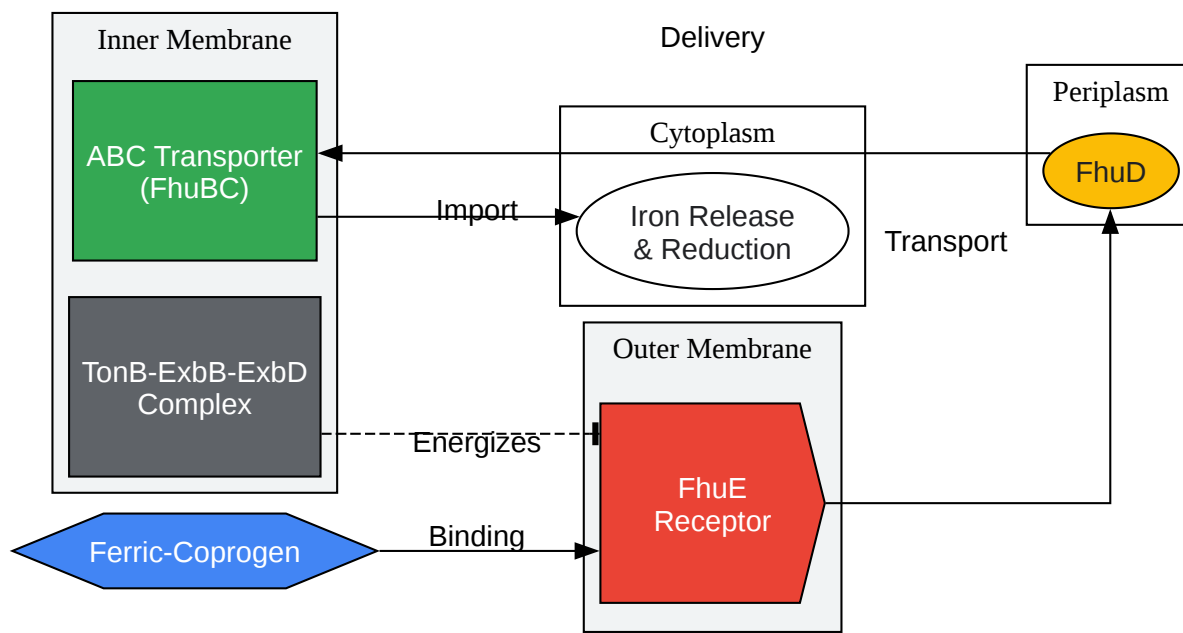 Inner Membrane
ABC Transporter
(FhuBC)
TonB-ExbB-ExbD
Complex
Ferric-Coprogen
Delivery
Cytoplasm
Iron Release
& Reduction
Import
Energizes
Binding
Outer Membrane
FhuE
Receptor
Transport
Periplasm
FhuD